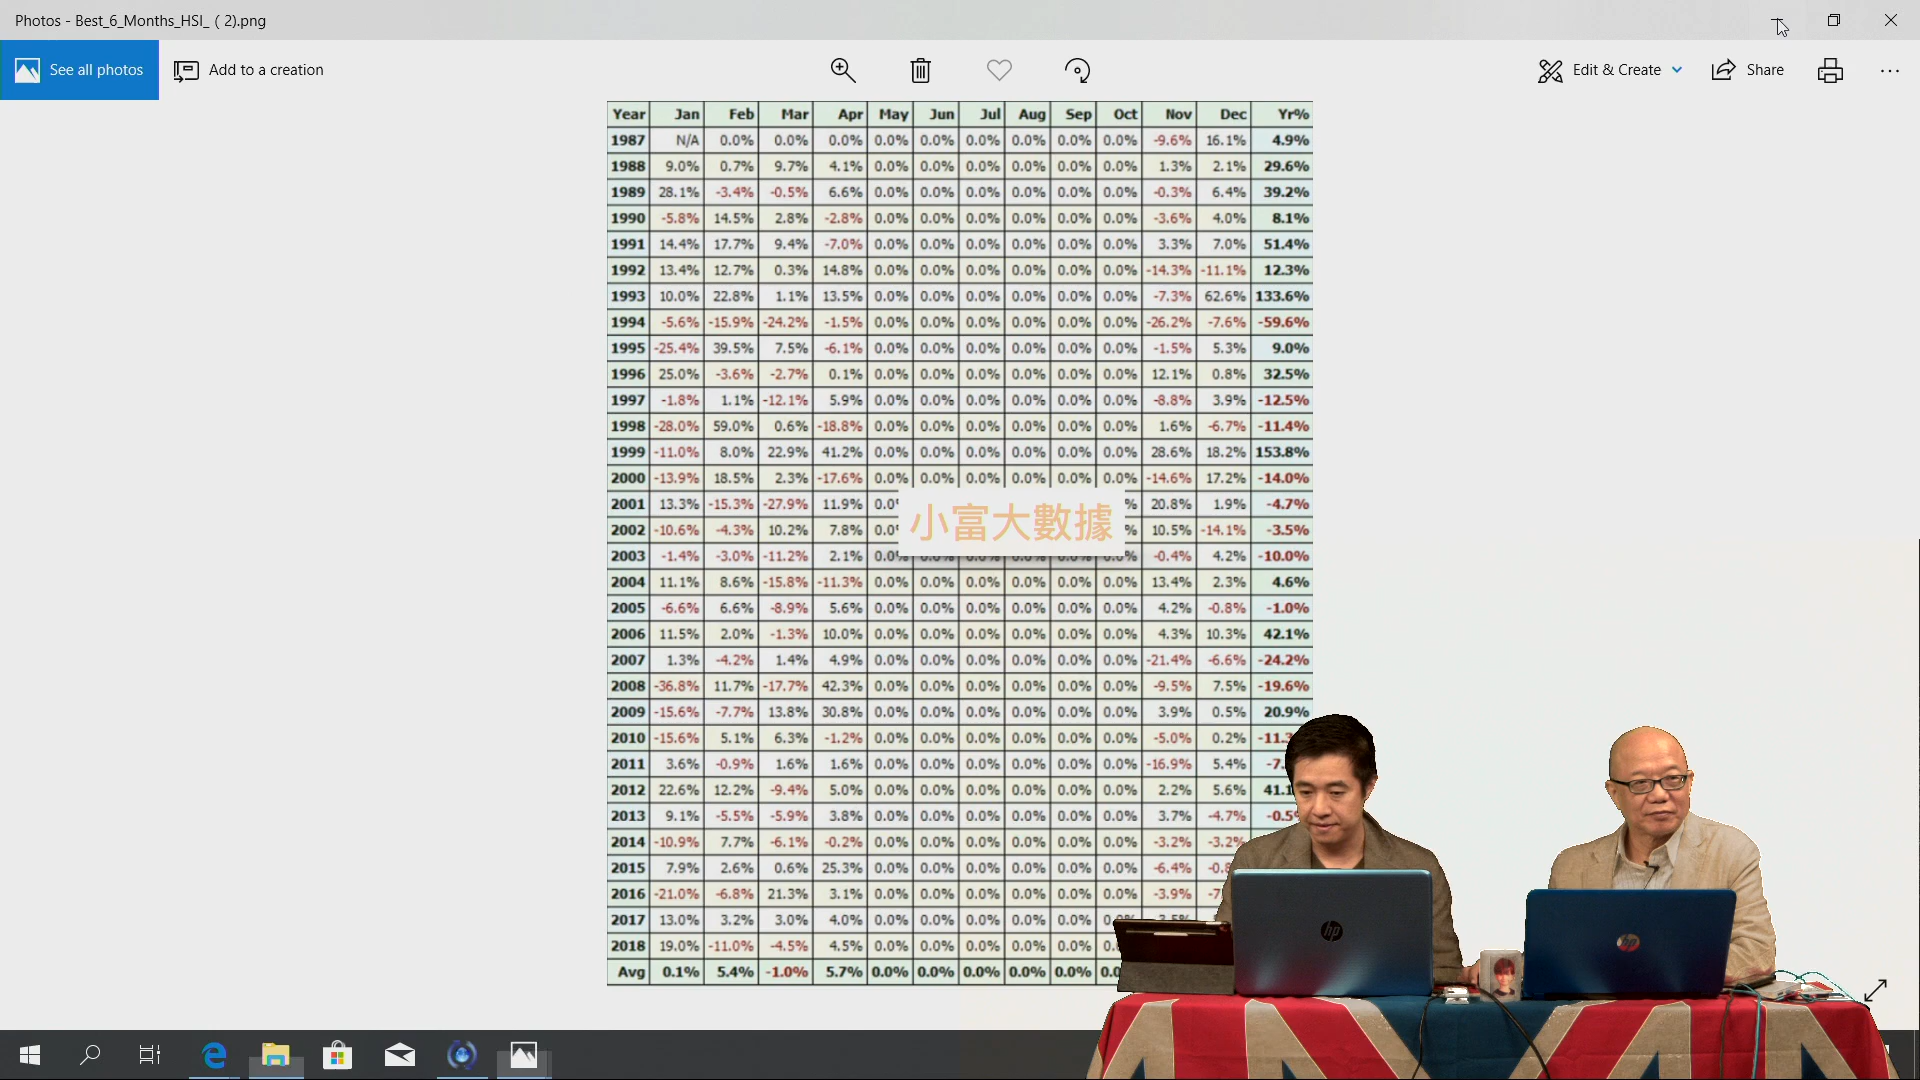 Photos - Best_6_Months_HSI_ ( 2).png
See all photos
Add to a creation
Edit & Create
Share
Year Jan Feb Mar Apr May Jun Jul Aug Sep Oct Nov Dec Yr%
1987 N/A 0.0% 0.0% 0.0% 0.0% 0.0% 0.0% 0.0% 0.0% 0.0% -9.6% 16.1% 4.9%
1988 9.0% 0.7% 9.7% 4.1% 0.0% 0.0% 0.0% 0.0% 0.0% 0.0% 1.3% 2.1% 29.6%
1989 28.1% -3.4% -0.5% 6.6% 0.0% 0.0% 0.0% 0.0% 0.0% 0.0% -0.3% 6.4% 39.2%
1990 -5.8% 14.5% 2.8% -2.8% 0.0% 0.0% 0.0% 0.0% 0.0% 0.0% -3.6% 4.0% 8.1%
1991 14.4% 17.7% 9.4% -7.0% 0.0% 0.0% 0.0% 0.0% 0.0% 0.0% 3.3% 7.0% 51.4%
1992 13.4% 12.7% 0.3% 14.8% 0.0% 0.0% 0.0% 0.0% 0.0% 0.0% -14.3% -11.1% 12.3%
1993 10.0% 22.8% 1.1% 13.5% 0.0% 0.0% 0.0% 0.0% 0.0% 0.0% -7.3% 62.6% 133.6%
1994 -5.6% -15.9% -24.2% -1.5% 0.0% 0.0% 0.0% 0.0% 0.0% 0.0% -26.2% -7.6% -59.6%
1995 -25.4% 39.5% 7.5% -6.1% 0.0% 0.0% 0.0% 0.0% 0.0% 0.0% -1.5% 5.3% 9.0%
1996 25.0% -3.6% -2.7% 0.1% 0.0% 0.0% 0.0% 0.0% 0.0% 0.0% 12.1% 0.8% 32.5%
1997 -1.8% 1.1% -12.1% 5.9% 0.0% 0.0% 0.0% 0.0% 0.0% 0.0% -8.8% 3.9% -12.5%
1998 -28.0% 59.0% 0.6% -18.8% 0.0% 0.0% 0.0% 0.0% 0.0% 0.0% 1.6% -6.7% -11.4%
1999 -11.0% 8.0% 22.9% 41.2% 0.0% 0.0% 0.0% 0.0% 0.0% 0.0% 28.6% 18.2% 153.8%
2000 -13.9% 18.5% 2.3% -17.6% 0.0% 0.0% 0.0% 0.0% 0.0% 0.0% -14.6% 17.2% -14.0%
2001 13.3% -15.3% -27.9% 11.9% 20.8% 1.9% -4.7%
小富大數據
2002 -10.6% -4.3% 10.2% 7.8% 10.5% -14.1% -3.5%
2003 -1.4% -3.0% -11.2% 2.1% -0.4% 4.2% -10.0%
2004 11.1% 8.6% -15.8% -11.3% 0.0% 0.0% 0.0% 0.0% 0.0% 0.0% 13.4% 2.3% 4.6%
2005 -6.6% 6.6% -8.9% 5.6% 0.0% 0.0% 0.0% 0.0% 0.0% 0.0% 4.2% -0.8% -1.0%
2006 11.5% 2.0% -1.3% 10.0% 0.0% 0.0% 0.0% 0.0% 0.0% 0.0% 4.3% 10.3% 42.1%
2007 1.3% -4.2% 1.4% 4.9% 0.0% 0.0% 0.0% 0.0% 0.0% 0.0% -21.4% -6.6% -24.2%
2008 -36.8% 11.7% -17.7% 42.3% 0.0% 0.0% 0.0% 0.0% 0.0% 0.0% -9.5% 7.5% -19.6%
2009 -15.6% -7.7% 13.8% 30.8% 0.0% 0.0% 0.0% 0.0% 0.0% 0.0% 3.9% 0.5% 20.9%
2010 -15.6% 5.1% 6.3% -1.2% 0.0% 0.0% 0.0% 0.0% 0.0% 0.0% -5.0% 0.2%
2011 3.6% -0.9% 1.6% 1.6% 0.0% 0.0% 0.0% 0.0% 0.0% 0.0% -16.9% 5.4%
2012 22.6% 12.2% -9.4% 5.0% 0.0% 0.0% 0.0% 0.0% 0.0% 0.0% 2.2% 5.6%
2013 9.1% -5.5% -5.9% 3.8% 0.0% 0.0% 0.0% 0.0% 0.0% 0.0% 3.7% -4.7% -0.5%
2014 -10.9% 7.7% -6.1% -0.2% 0.0% 0.0% 0.0% 0.0% 0.0% 0.0% -3.2% -3.2%
2015 7.9% 2.6% 0.6% 25.3% 0.0% 0.0% 0.0% 0.0% 0.0% 0.0% -6.4%
2016 -21.0% -6.8% 21.3% 3.1% 0.0% 0.0% 0.0% 0.0% 0.0% 0.0% -3.9%
2017 13.0% 3.2% 3.0% 4.0% 0.0% 0.0% 0.0% 0.0% 0.0%
2018 19.0% -11.0% -4.5% 4.5% 0.0% 0.0% 0.0% 0.0% 0.0%
Avg 0.1% 5.4% -1.0% 5.7% 0.0% 0.0% 0.0% 0.0% 0.0%
hp
hp